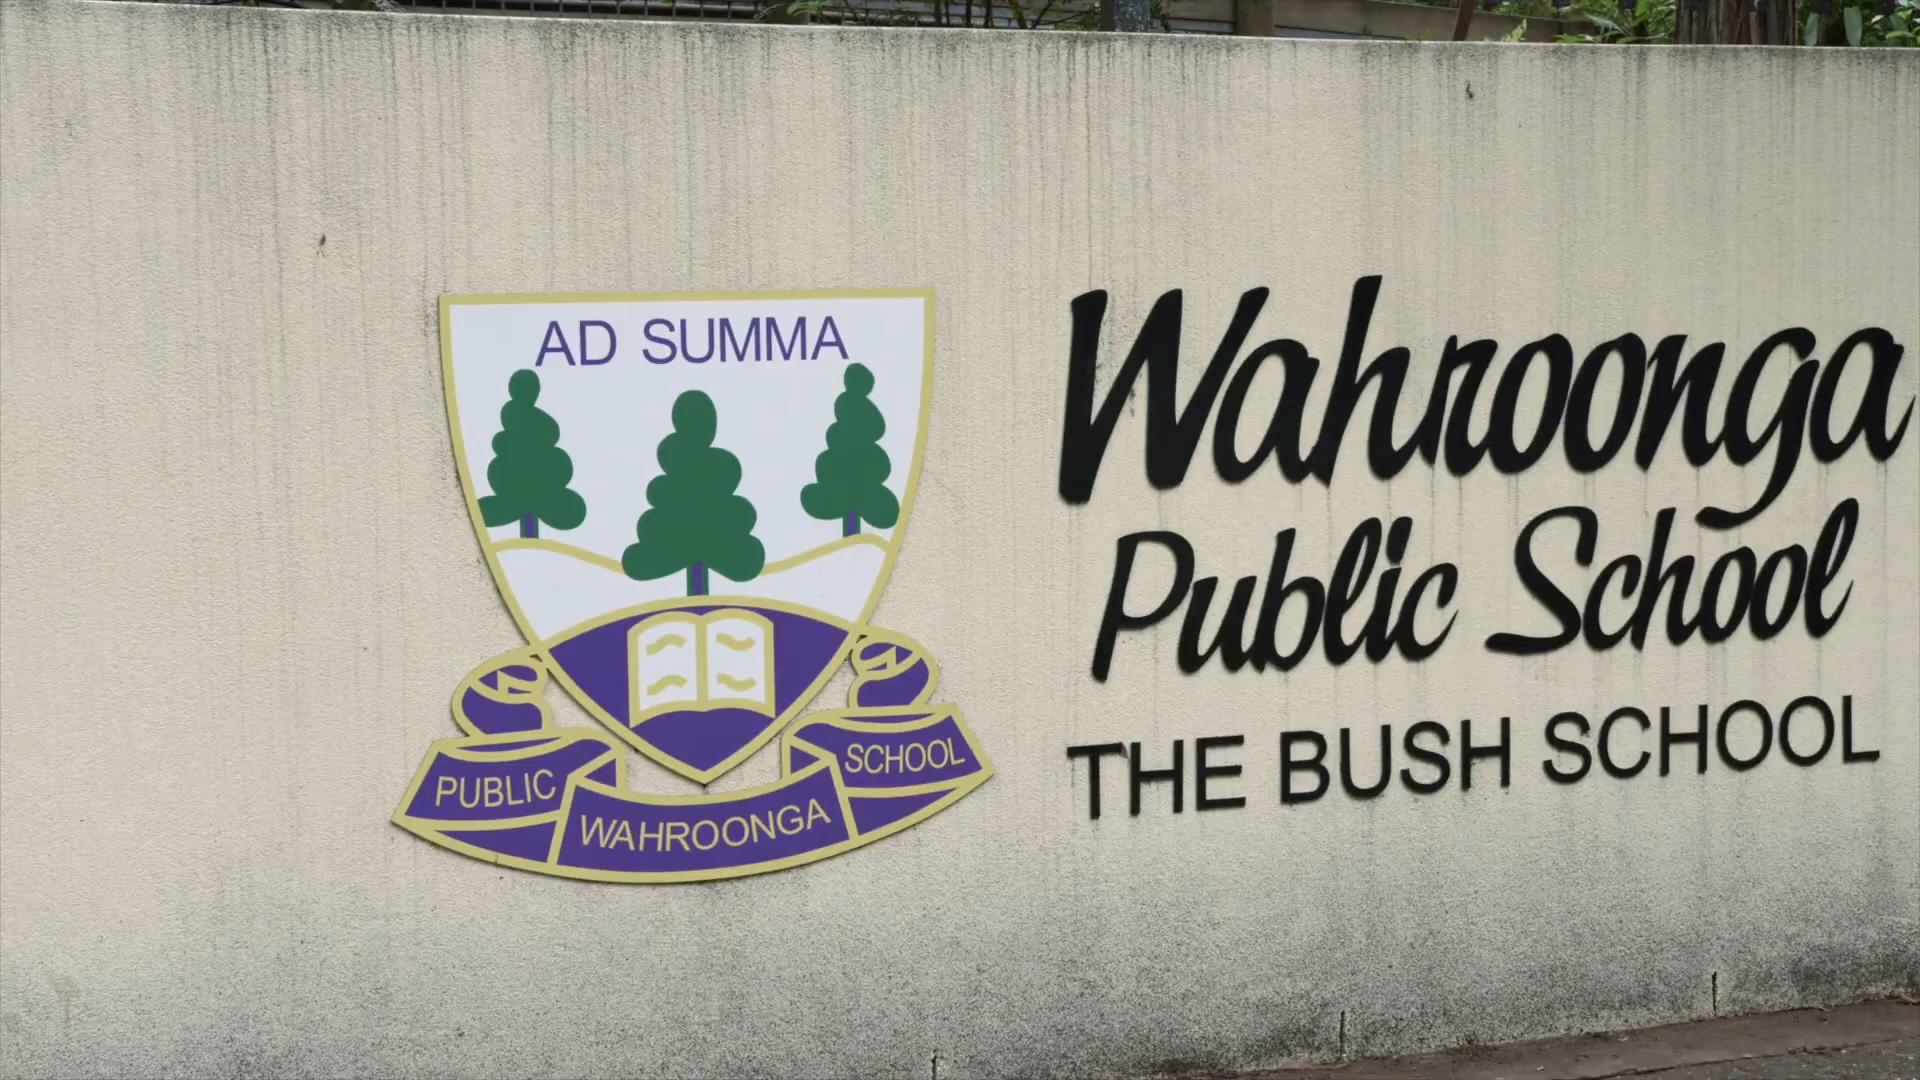 AD SUMMA
PUBLIC
WAHROONGA
SCHOOL
Wahroonga
Public School
THE BUSH SCHOOL